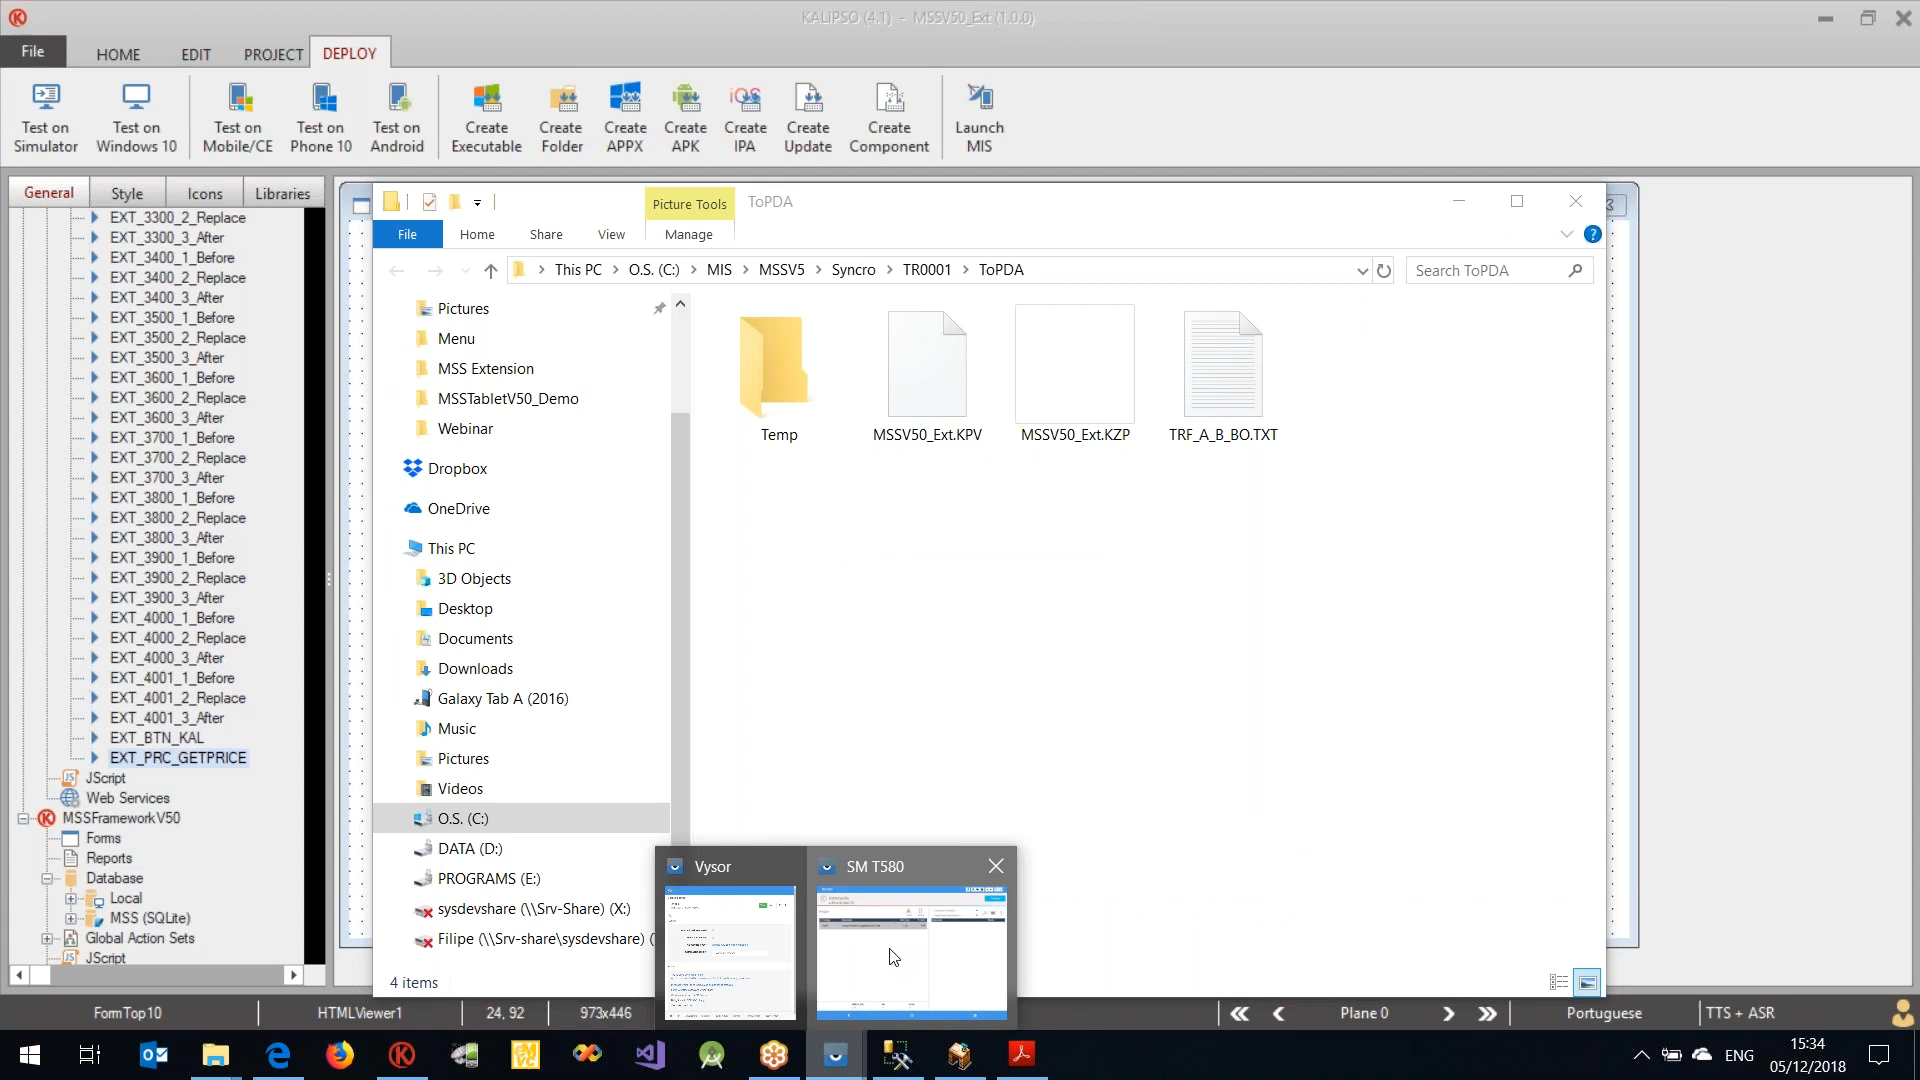 KALIPSO (4.1) - MSSV50_Ext (1.0.0)
File
HOME
EDIT
PROJECT
DEPLOY
Test on Simulator
Test on Windows 10
Test on Mobile/CE
Test on Phone 10
Test on Android
Create Executable
Create Folder
Create APPX
Create APK
Create IPA
Create Update
Create Component
Launch MIS
General
Style
Icons
Libraries
EXT_3300_2_Replace
EXT_3300_3_After
EXT_3400_1_Before
EXT_3400_2_Replace
EXT_3400_3_After
EXT_3500_1_Before
EXT_3500_2_Replace
EXT_3500_3_After
EXT_3600_1_Before
EXT_3600_2_Replace
EXT_3600_3_After
EXT_3700_1_Before
EXT_3700_2_Replace
EXT_3700_3_After
EXT_3800_1_Before
EXT_3800_2_Replace
EXT_3800_3_After
EXT_3900_1_Before
EXT_3900_2_Replace
EXT_3900_3_After
EXT_4000_1_Before
EXT_4000_2_Replace
EXT_4000_3_After
EXT_4001_1_Before
EXT_4001_2_Replace
EXT_4001_3_After
EXT_BTN_KAL
EXT_PRC_GETPRICE
JScript
Web Services
MSSFrameworkV50
Forms
Reports
Database
Local
MSS (SQLite)
Global Action Sets
JScript
Picture Tools
ToPDA
File
Home
Share
View
Manage
This PC > O.S. (C:) > MIS > MSSV5 > Syncro > TR0001 > ToPDA
Search ToPDA
Pictures
Menu
MSS Extension
MSSTabletV50_Demo
Webinar
Dropbox
OneDrive
This PC
3D Objects
Desktop
Documents
Downloads
Galaxy Tab A (2016)
Music
Pictures
Videos
O.S. (C:)
DATA (D:)
PROGRAMS (E:)
sysdevshare (\\Srv-Share) (X:)
Filipe (\\Srv-share\sysdevshare) (
4 items
Temp
MSSV50_Ext.KPV
MSSV50_Ext.KZP
TRF_A_B_BO.TXT
Vysor
SM T580
FormTop10
HTMLViewer1
24, 92
973x446
Plane 0
Portuguese
TTS + ASR
ENG
15:34
05/12/2018